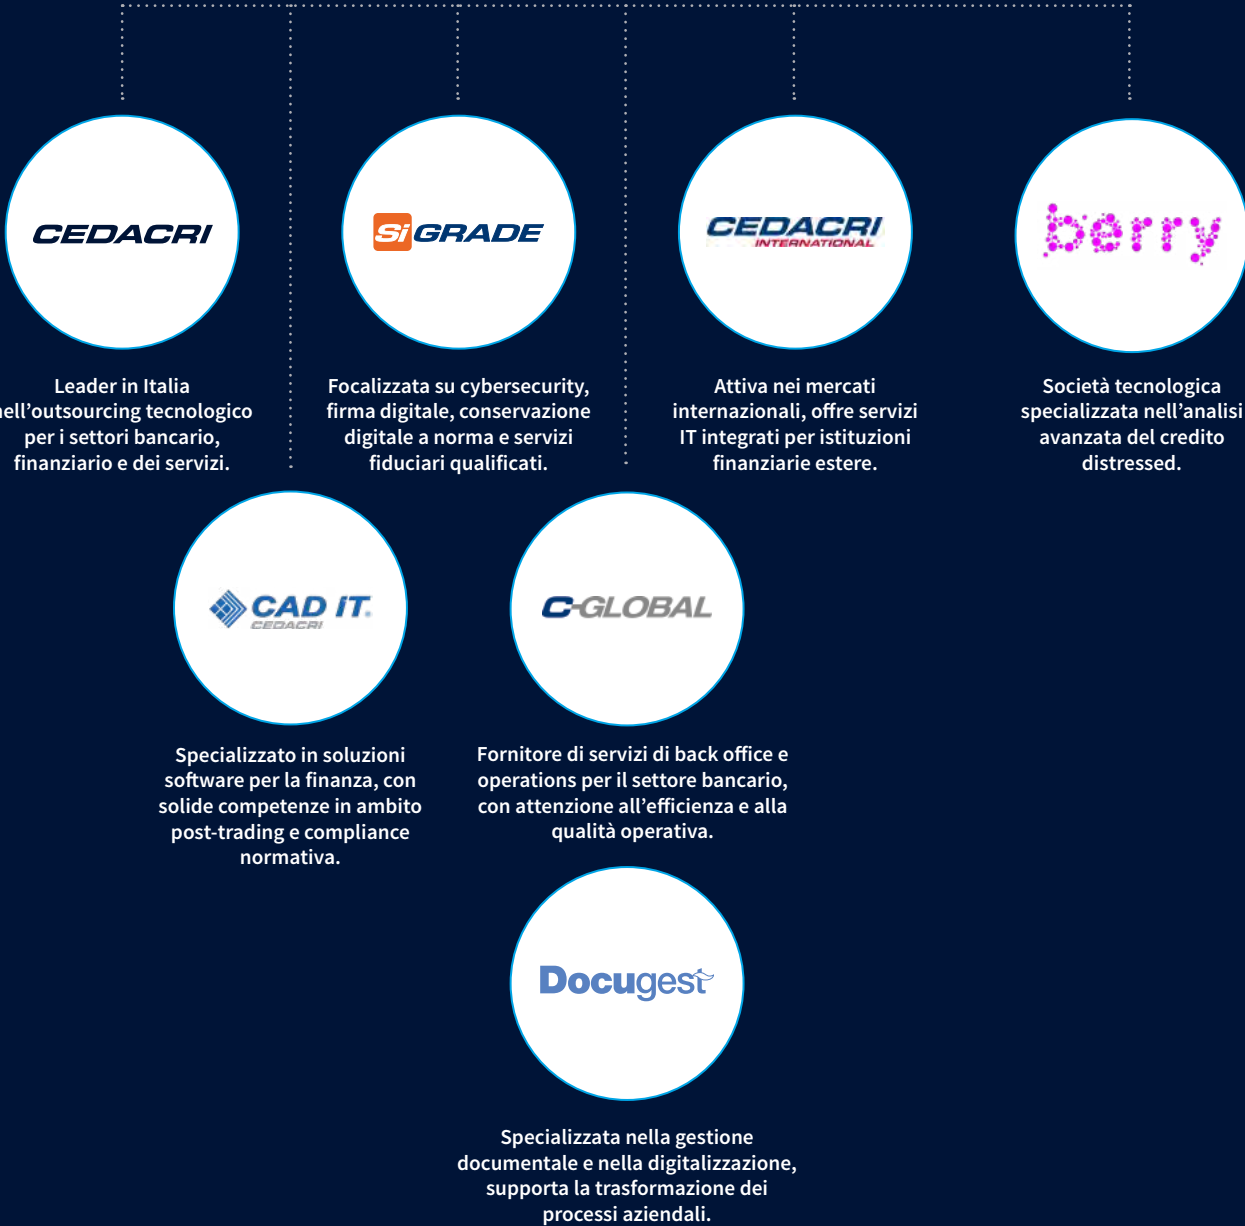 CEDACRI
Leader in Italia
nell’outsourcing tecnologico
per i settori bancario,
finanziario e dei servizi.
Si GRADE
Focalizzata su cybersecurity,
firma digitale, conservazione
digitale a norma e servizi
fiduciari qualificati.
CEDACRI
INTERNATIONAL
Attiva nei mercati
internazionali, offre servizi
IT integrati per istituzioni
finanziarie estere.
berry
Società tecnologica
specializzata nell’analisi
avanzata del credito
distressed.
CAD IT®
CEDACRI
Specializzato in soluzioni
software per la finanza, con
solide competenze in ambito
post-trading e compliance
normativa.
C-GLOBAL
Fornitore di servizi di back office e
operations per il settore bancario,
con attenzione all’efficienza e alla
qualità operativa.
Docugest
Specializzata nella gestione
documentale e nella digitalizzazione,
supporta la trasformazione dei
processi aziendali.